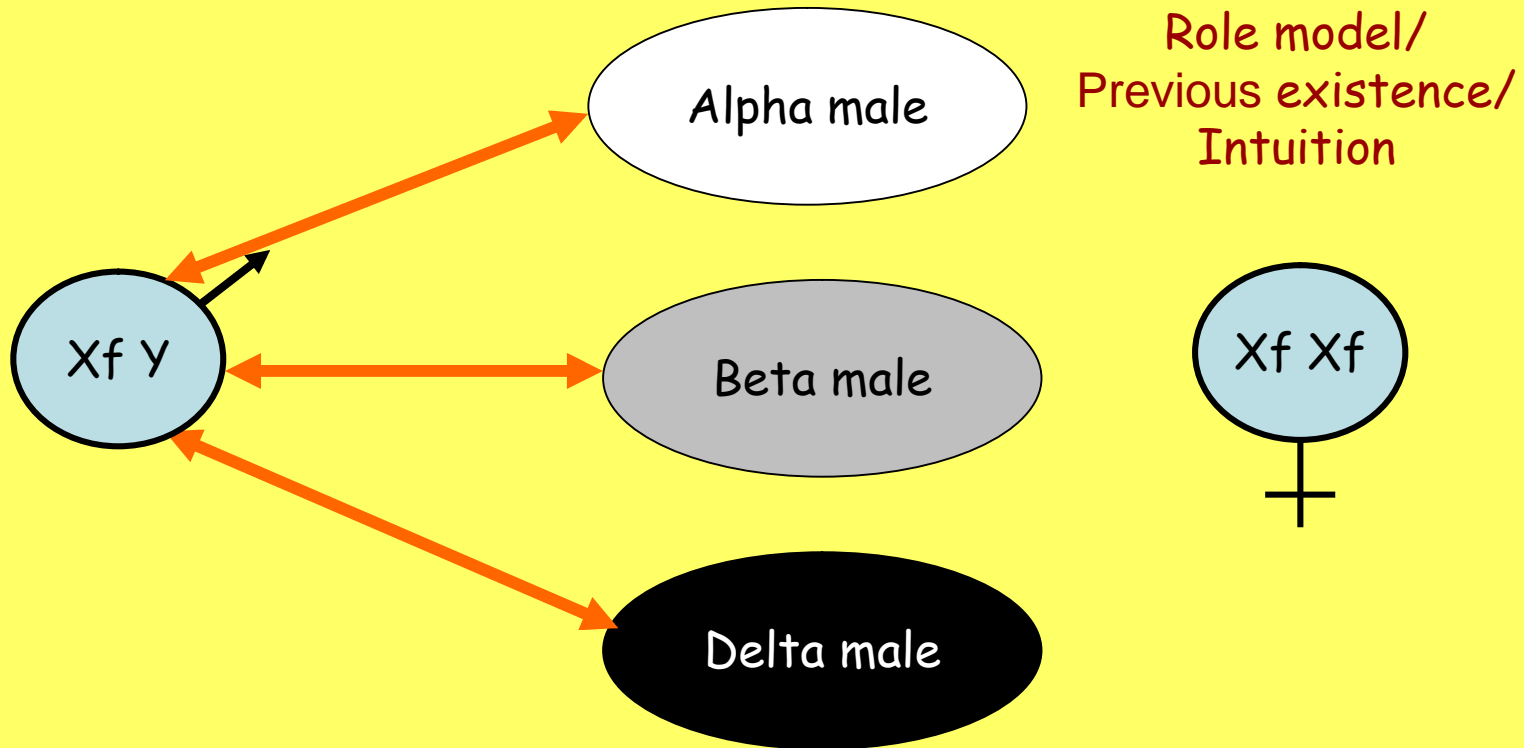 Role model/
Previous existence/
Intuition
Alpha male
Xf Y
Beta male
Xf Xf
Delta male